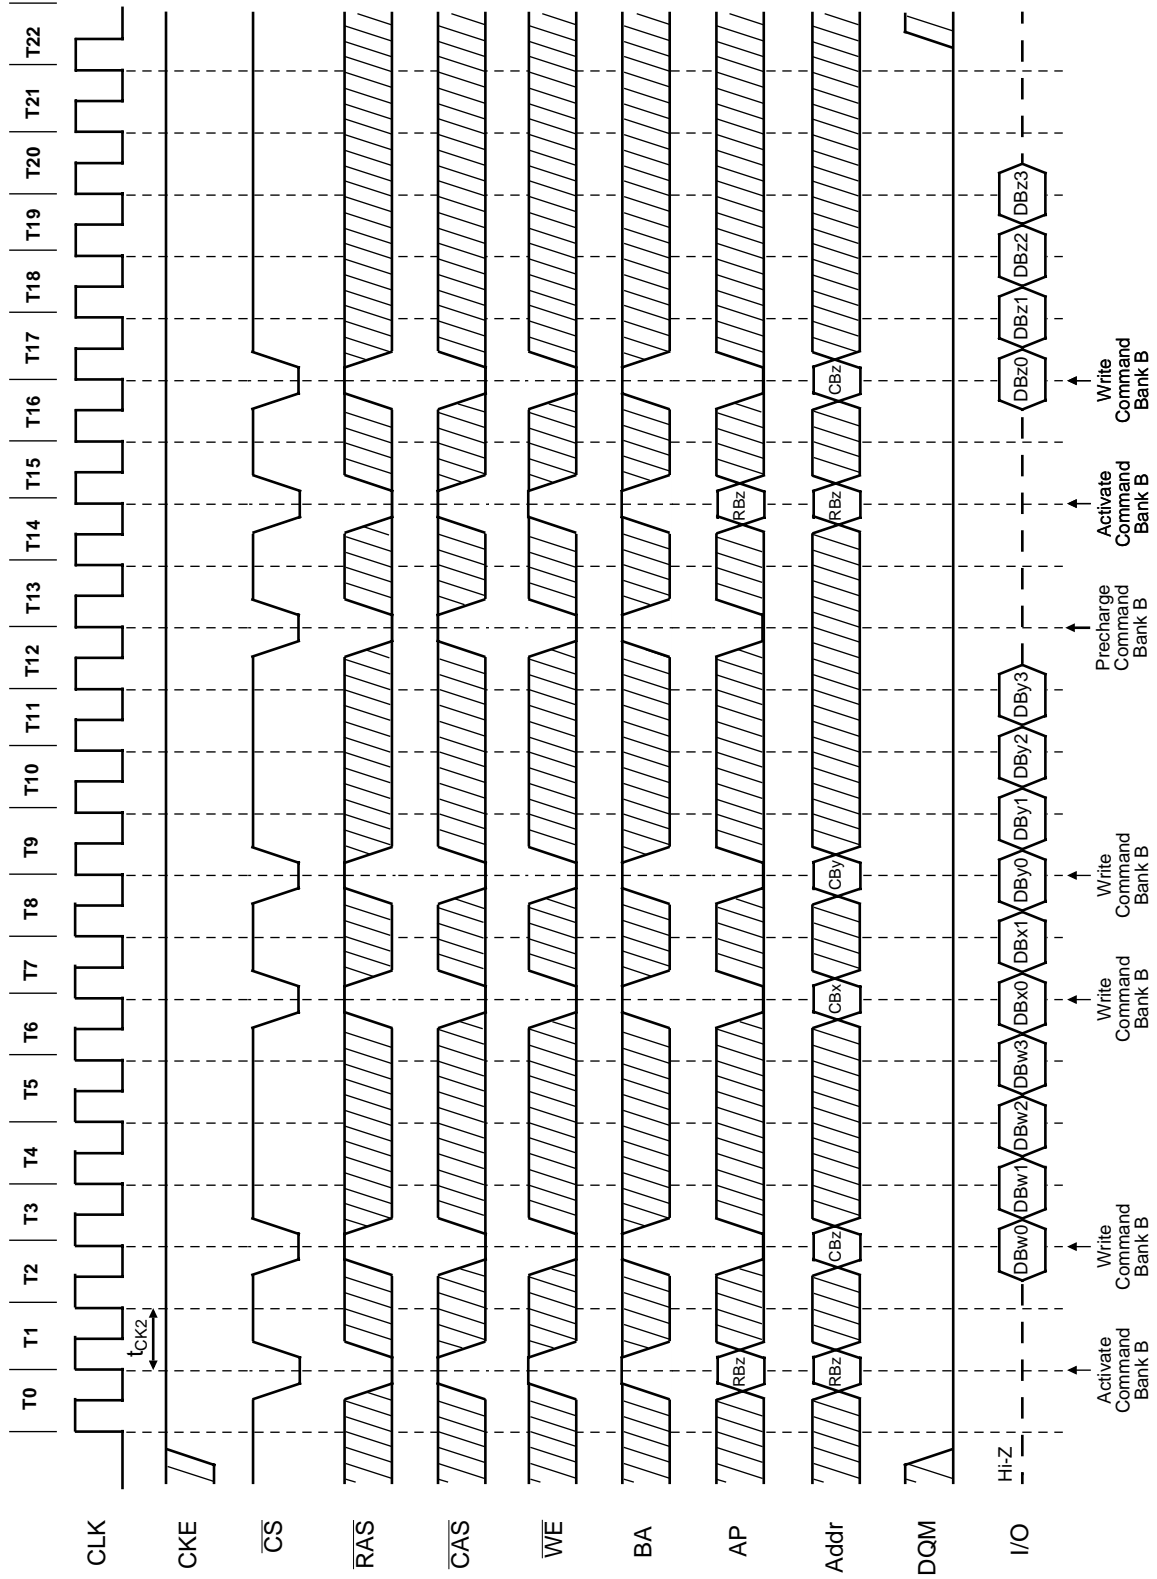 T0 T1 T2 T3 T4 T5 T6 T7 T8 T9 T10 T11 T12 T13 T14 T15 T16 T17 T18 T19 T20 T21 T22
CLK
tCK2
CKE
CS
RAS
CAS
WE
BA
AP
RBz RBz
Addr
RBz CBz CBx CBy RBz CBz
DQM
I/O
Hi-Z
DBw0 DBw1 DBw2 DBw3 DBx0 DBx1 DBy0 DBy1 DBy2 DBy3 DBz0 DBz1 DBz2 DBz3
Activate
Command
Bank B
Write
Command
Bank B
Write
Command
Bank B
Write
Command
Bank B
Precharge
Command
Bank B
Activate
Command
Bank B
Write
Command
Bank B